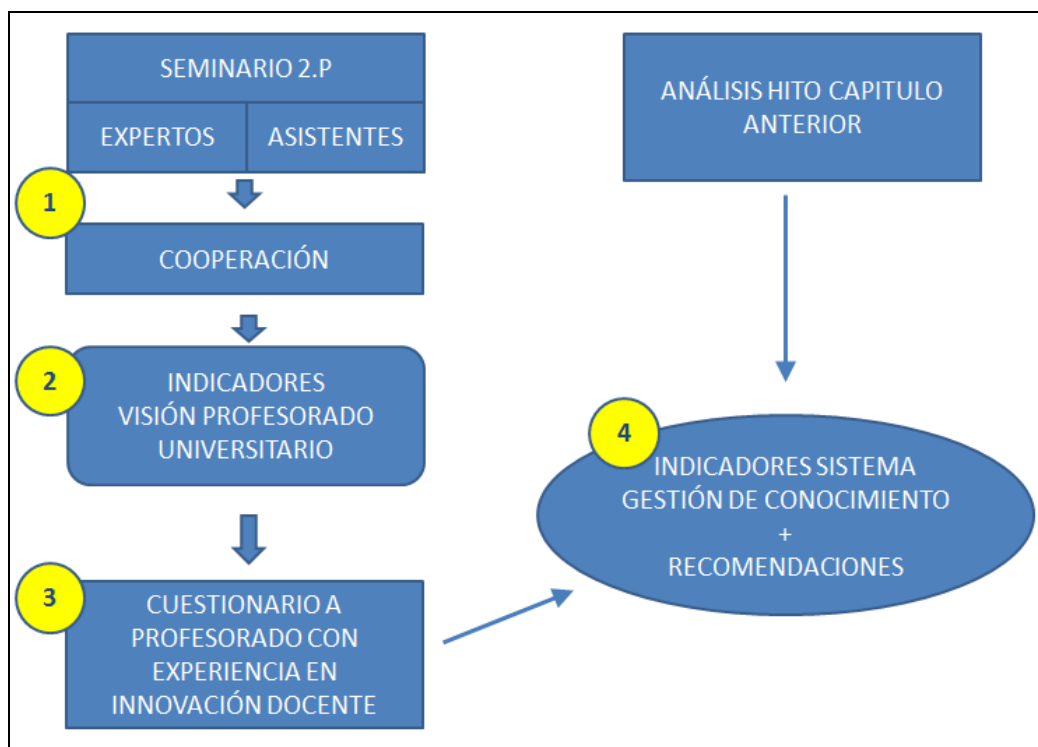 SEMINARIO 2.P
EXPERTOS
ASISTENTES
1
COOPERACIÓN
2
INDICADORES
VISIÓN PROFESORADO
UNIVERSITARIO
3
CUESTIONARIO A
PROFESORADO CON
EXPERIENCIA EN
INNOVACIÓN DOCENTE
ANÁLISIS HITO CAPITULO
ANTERIOR
4
INDICADORES SISTEMA
GESTIÓN DE CONOCIMIENTO
+
RECOMENDACIONES